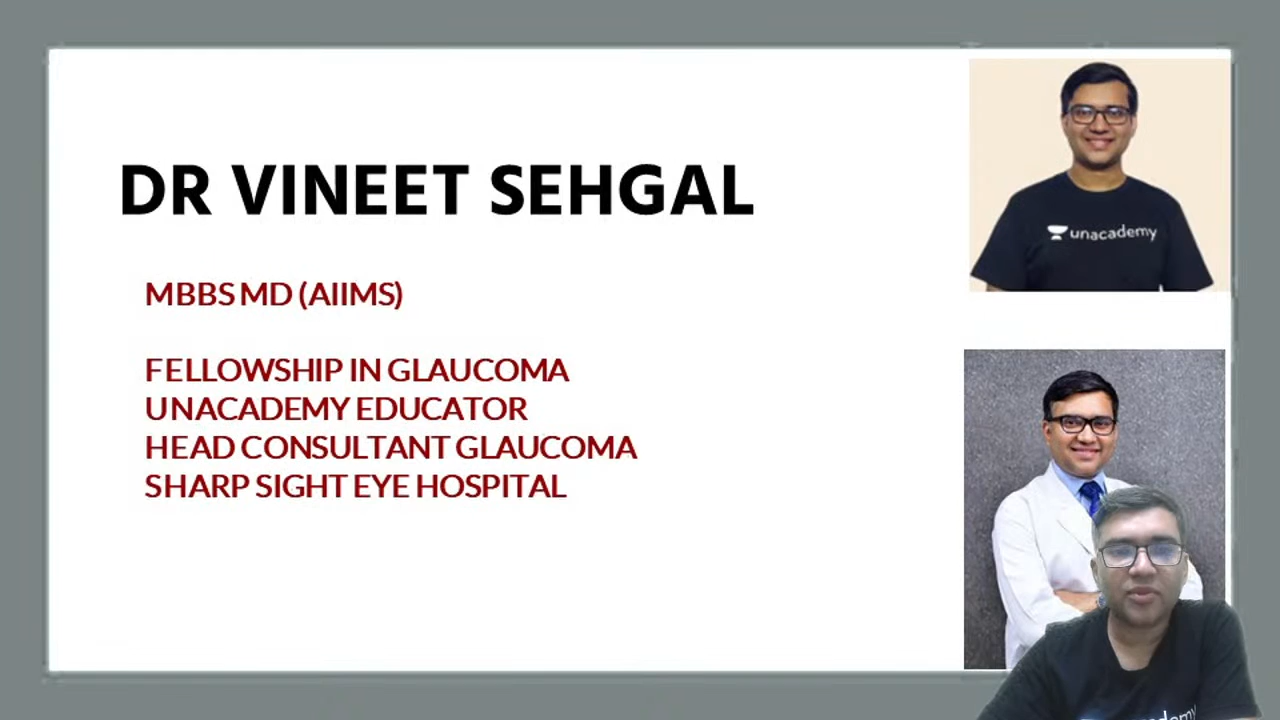 DR VINEET SEHGAL
MBBS MD (AIIMS)
FELLOWSHIP IN GLAUCOMA
UNACADEMY EDUCATOR
HEAD CONSULTANT GLAUCOMA
SHARP SIGHT EYE HOSPITAL
unacademy